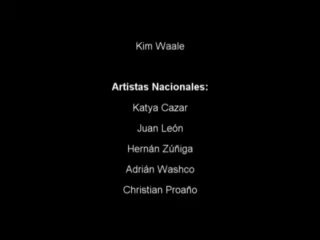 Kim Waale
Artistas Nacionales:
Katya Cazar
Juan León
Hernán Zúñiga
Adrián Washco
Christian Proaño